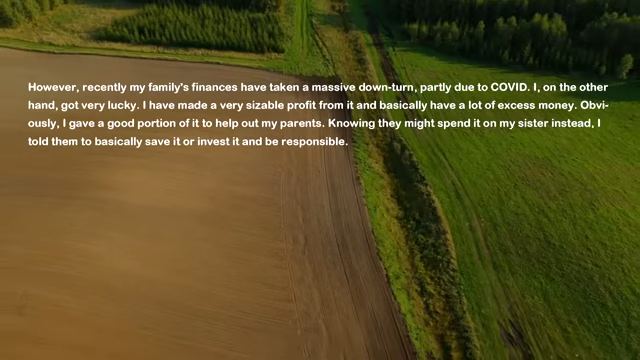 However, recently my family's finances have taken a massive down-turn, partly due to COVID. I, on the other
hand, got very lucky. I have made a very sizable profit from it and basically have a lot of excess money. Obvi-
ously, I gave a good portion of it to help out my parents. Knowing they might spend it on my sister instead, I
told them to basically save it or invest it and be responsible.